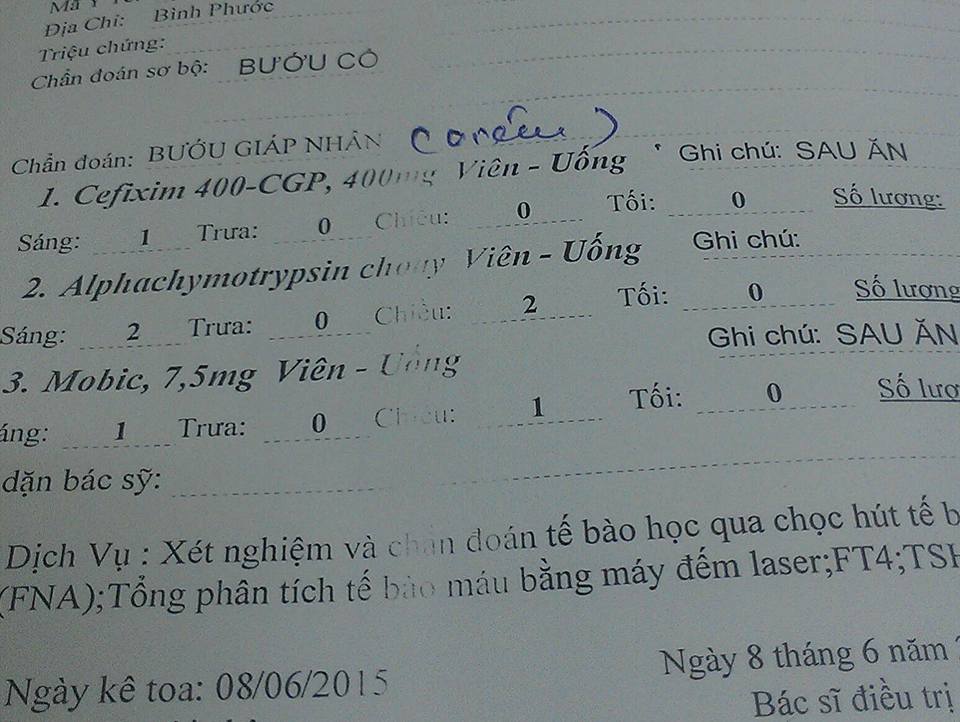 Mã
Địa Chỉ: Bình Phước
Triệu chứng:
Chẩn đoán sơ bộ: BƯỚU CỔ
Chẩn đoán: BƯỚU GIÁP NHÂN
1. Cefixim 400-CGP, 400mg Viên - Uống Ghi chú: SAU ĂN
Sáng: 1 Trưa: 0 Chiều: 0 Tối: 0 Số lượng:
2. Alphachymotrypsin choay Viên - Uống Ghi chú:
Sáng: 2 Trưa: 0 Chiều: 2 Tối: 0 Số lượng
3. Mobic, 7,5mg Viên - Uống Ghi chú: SAU ĂN
áng: 1 Trưa: 0 Chiều: 1 Tối: 0 Số lượ
dặn bác sỹ:
Dịch Vụ : Xét nghiệm và chẩn đoán tế bào học qua chọc hút tế b
(FNA);Tổng phân tích tế bào máu bằng máy đếm laser;FT4;TSH
Ngày 8 tháng 6 năm
Ngày kê toa: 08/06/2015
Bác sĩ điều trị